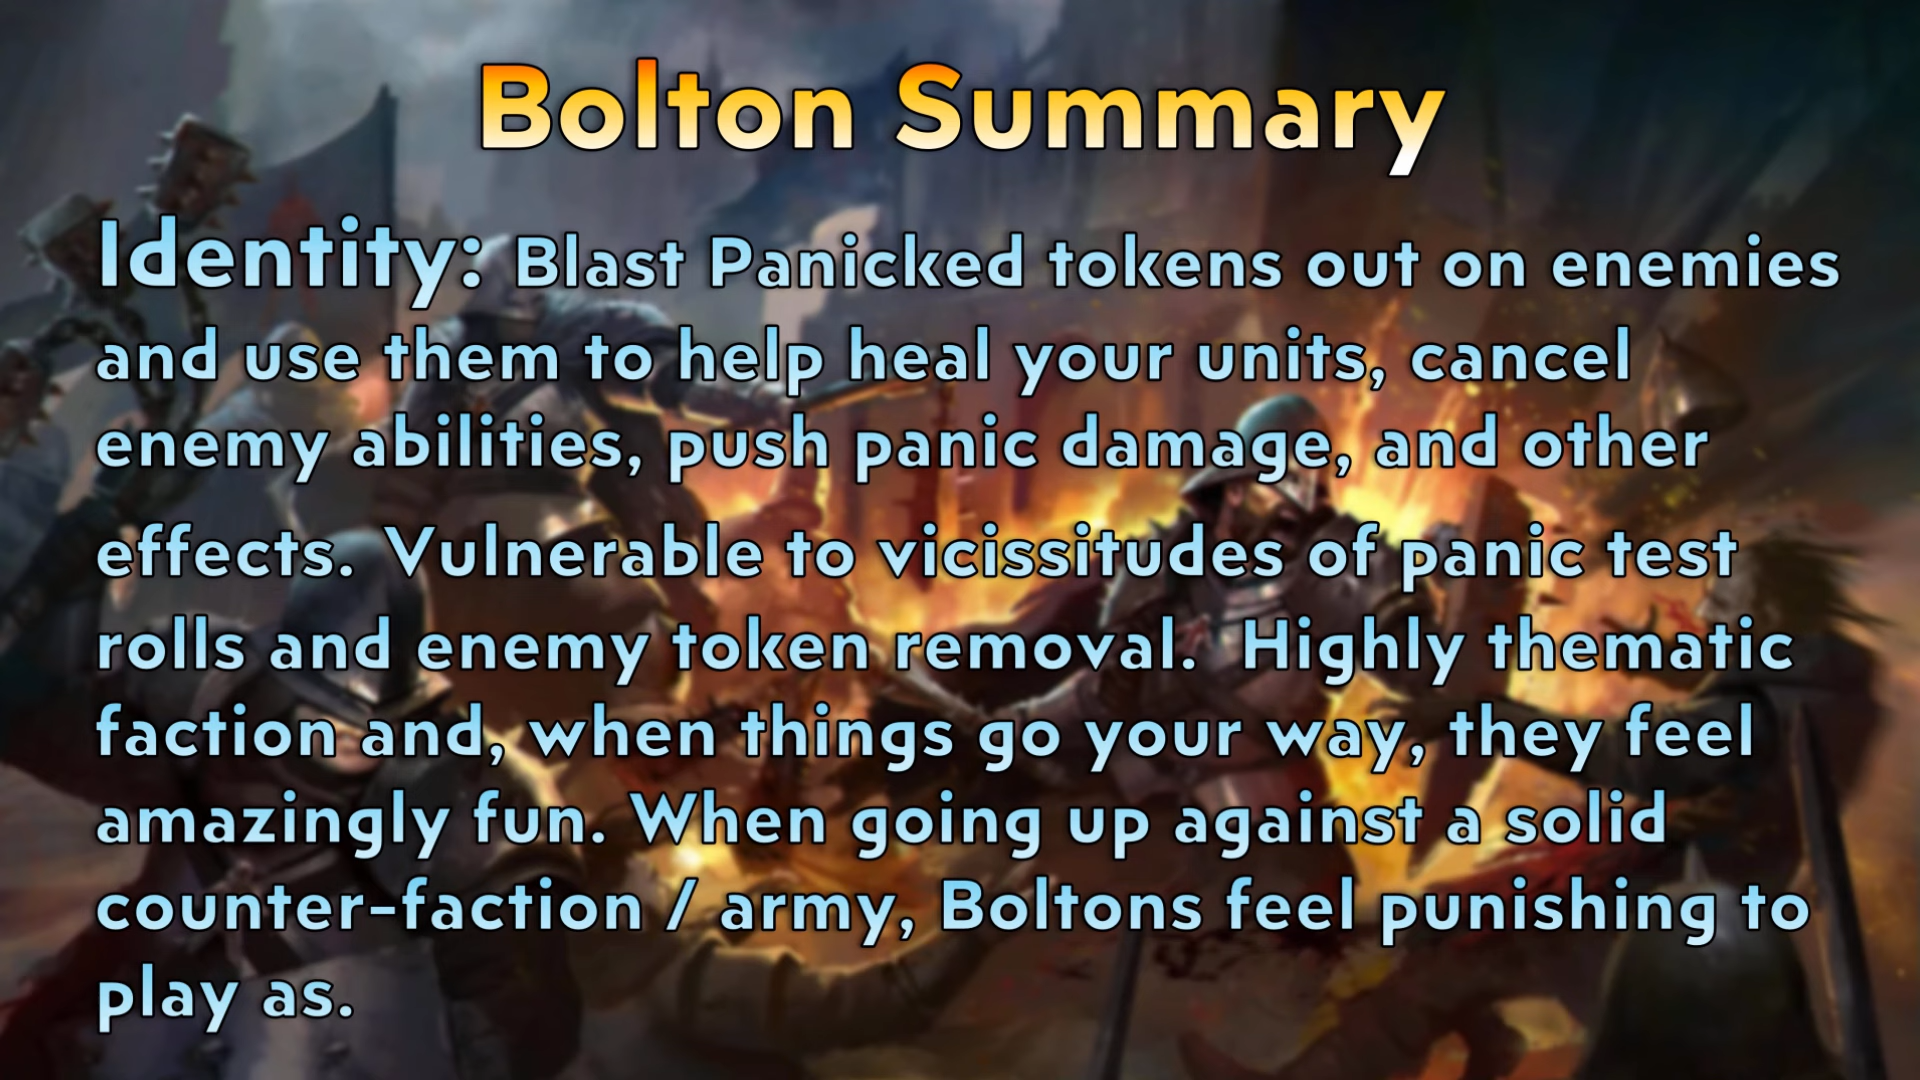 Bolton Summary
Identity: Blast Panicked tokens out on enemies
and use them to help heal your units, cancel
enemy abilities, push panic damage, and other
effects. Vulnerable to vicissitudes of panic test
rolls and enemy token removal. Highly thematic
faction and, when things go your way, they feel
amazingly fun. When going up against a solid
counter-faction / army, Boltons feel punishing to
play as.